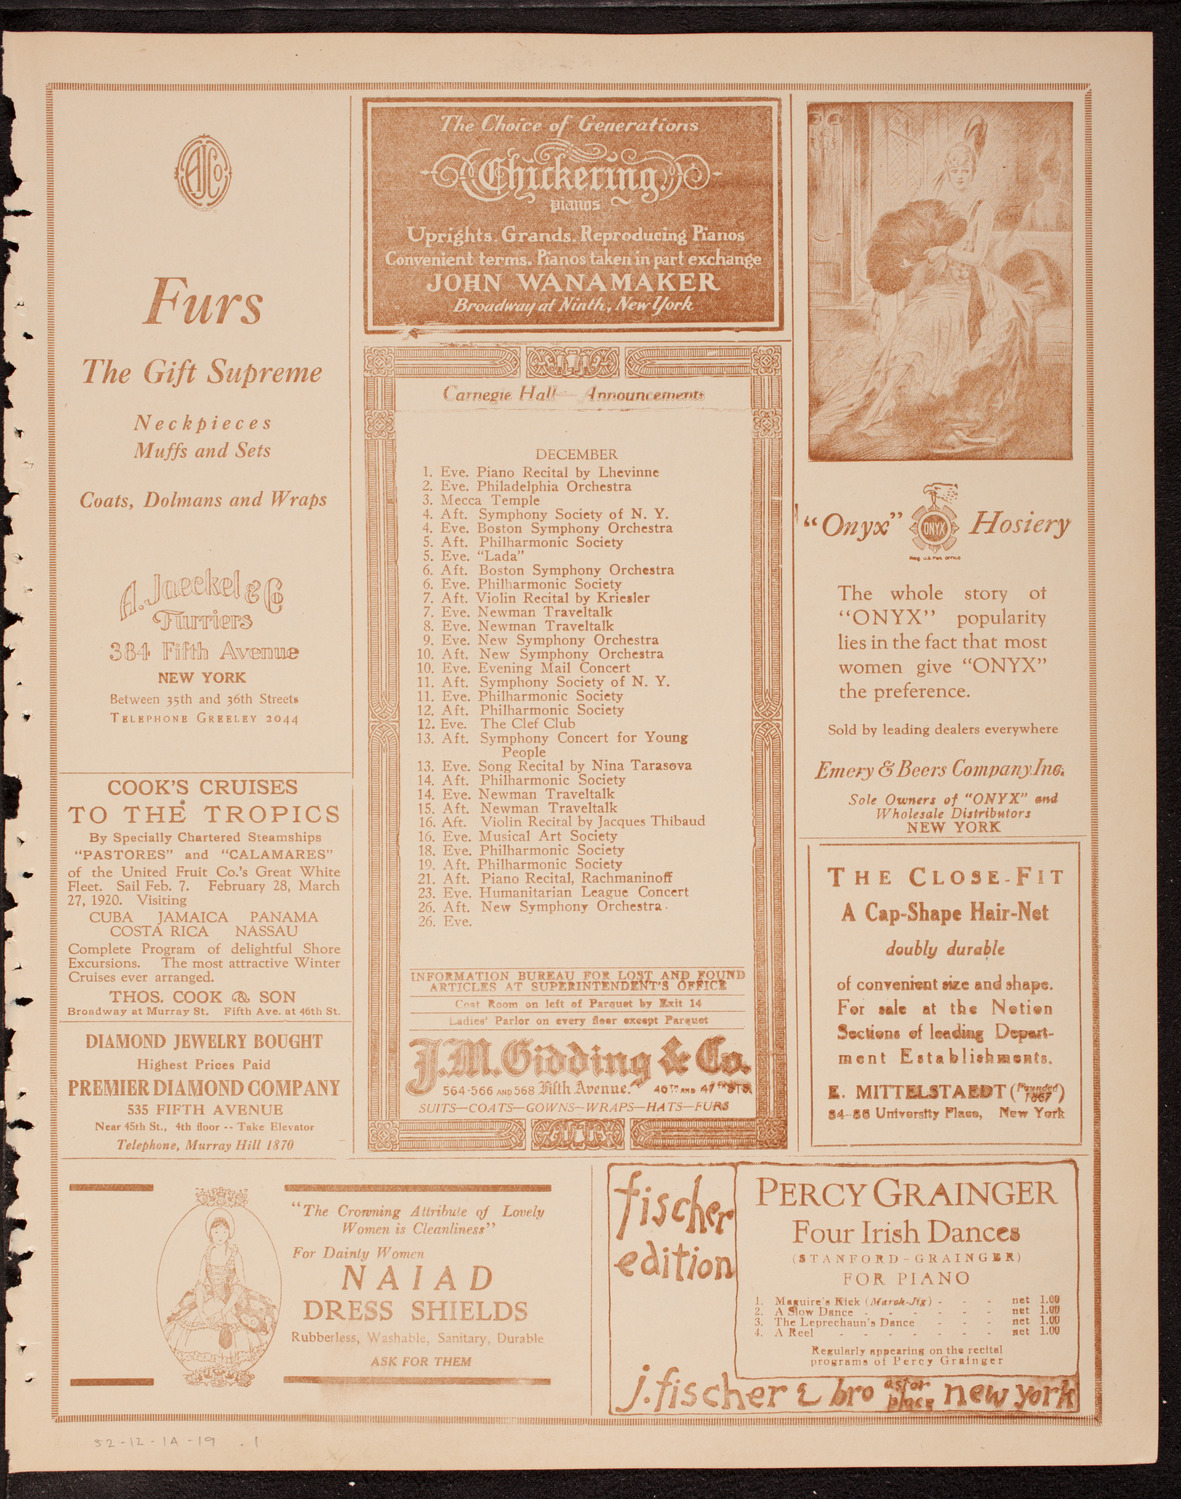 AJCo
Furs
The Gift Supreme
Neckpieces
Muffs and Sets
Coats, Dolmans and Wraps
A. Jaeckel & Co
Furriers
384 Fifth Avenue
NEW YORK
Between 35th and 36th Streets
TELEPHONE GREELEY 2044
COOK'S CRUISES
TO THE TROPICS
By Specially Chartered Steamships
"PASTORES" and "CALAMARES"
of the United Fruit Co.'s Great White
Fleet. Sail Feb. 7. February 28, March
27, 1920. Visiting
CUBA JAMAICA PANAMA
COSTA RICA NASSAU
Complete Program of delightful Shore
Excursions. The most attractive Winter
Cruises ever arranged.
THOS. COOK & SON
Broadway at Murray St. Fifth Ave. at 46th St.
DIAMOND JEWELRY BOUGHT
Highest Prices Paid
PREMIER DIAMOND COMPANY
535 FIFTH AVENUE
Near 45th St., 4th floor -- Take Elevator
Telephone, Murray Hill 1870
The Choice of Generations
Chickering
pianos
Uprights. Grands. Reproducing Pianos
Convenient terms. Pianos taken in part exchange
JOHN WANAMAKER
Broadway at Ninth, New York
Carnegie Hall Announcements
DECEMBER
1. Eve. Piano Recital by Lhevinne
2. Eve. Philadelphia Orchestra
3. Mecca Temple
4. Aft. Symphony Society of N. Y.
4. Eve. Boston Symphony Orchestra
5. Aft. Philharmonic Society
5. Eve. "Lada"
6. Aft. Boston Symphony Orchestra
6. Eve. Philharmonic Society
7. Aft. Violin Recital by Kriesler
7. Eve. Newman Traveltalk
8. Eve. Newman Traveltalk
9. Eve. New Symphony Orchestra
10. Aft. New Symphony Orchestra
10. Eve. Evening Mail Concert
11. Aft. Symphony Society of N. Y.
11. Eve. Philharmonic Society
12. Aft. Philharmonic Society
12. Eve. The Clef Club
13. Aft. Symphony Concert for Young
People
13. Eve. Song Recital by Nina Tarasova
14. Aft. Philharmonic Society
14. Eve. Newman Traveltalk
15. Aft. Newman Traveltalk
16. Aft. Violin Recital by Jacques Thibaud
16. Eve. Musical Art Society
18. Eve. Philharmonic Society
19. Aft. Philharmonic Society
21. Aft. Piano Recital, Rachmaninoff
23. Eve. Humanitarian League Concert
26. Aft. New Symphony Orchestra.
26. Eve.
INFORMATION BUREAU FOR LOST AND FOUND
ARTICLES AT SUPERINTENDENT'S OFFICE
Coat Room on left of Parquet by Exit 14
Ladies' Parlor on every floor except Parquet
J.M. Gidding & Co.
564-566 AND 568 Fifth Avenue. 46TH AND 47TH STS.
SUITS—COATS—GOWNS—WRAPS—HATS—FURS
"Onyx" ONYX Hosiery
Reg. U.S. Pat. Office
The whole story of
"ONYX" popularity
lies in the fact that most
women give "ONYX"
the preference.
Sold by leading dealers everywhere
Emery & Beers Company, Inc.
Sole Owners of "ONYX" and
Wholesale Distributors
NEW YORK
THE CLOSE-FIT
A Cap-Shape Hair-Net
doubly durable
of convenient size and shape.
For sale at the Notion
Sections of leading Depart-
ment Establishments.
E. MITTELSTAEDT (Founded 1867)
84-86 University Place, New York
"The Crowning Attribute of Lovely
Women is Cleanliness"
For Dainty Women
NAIAD
DRESS SHIELDS
Rubberless, Washable, Sanitary, Durable
ASK FOR THEM
fischer
edition
PERCY GRAINGER
Four Irish Dances
(STANFORD-GRAINGER)
FOR PIANO
1. Maguire's Kick (March-Jig) - - - net 1.00
2. A Slow Dance - - - - - - net 1.00
3. The Leprechaun's Dance - - - net 1.00
4. A Reel - - - - - - - net 1.00
Regularly appearing on the recital
programs of Percy Grainger
j. fischer & bro astor place new york
52-12-1A-19 . 1